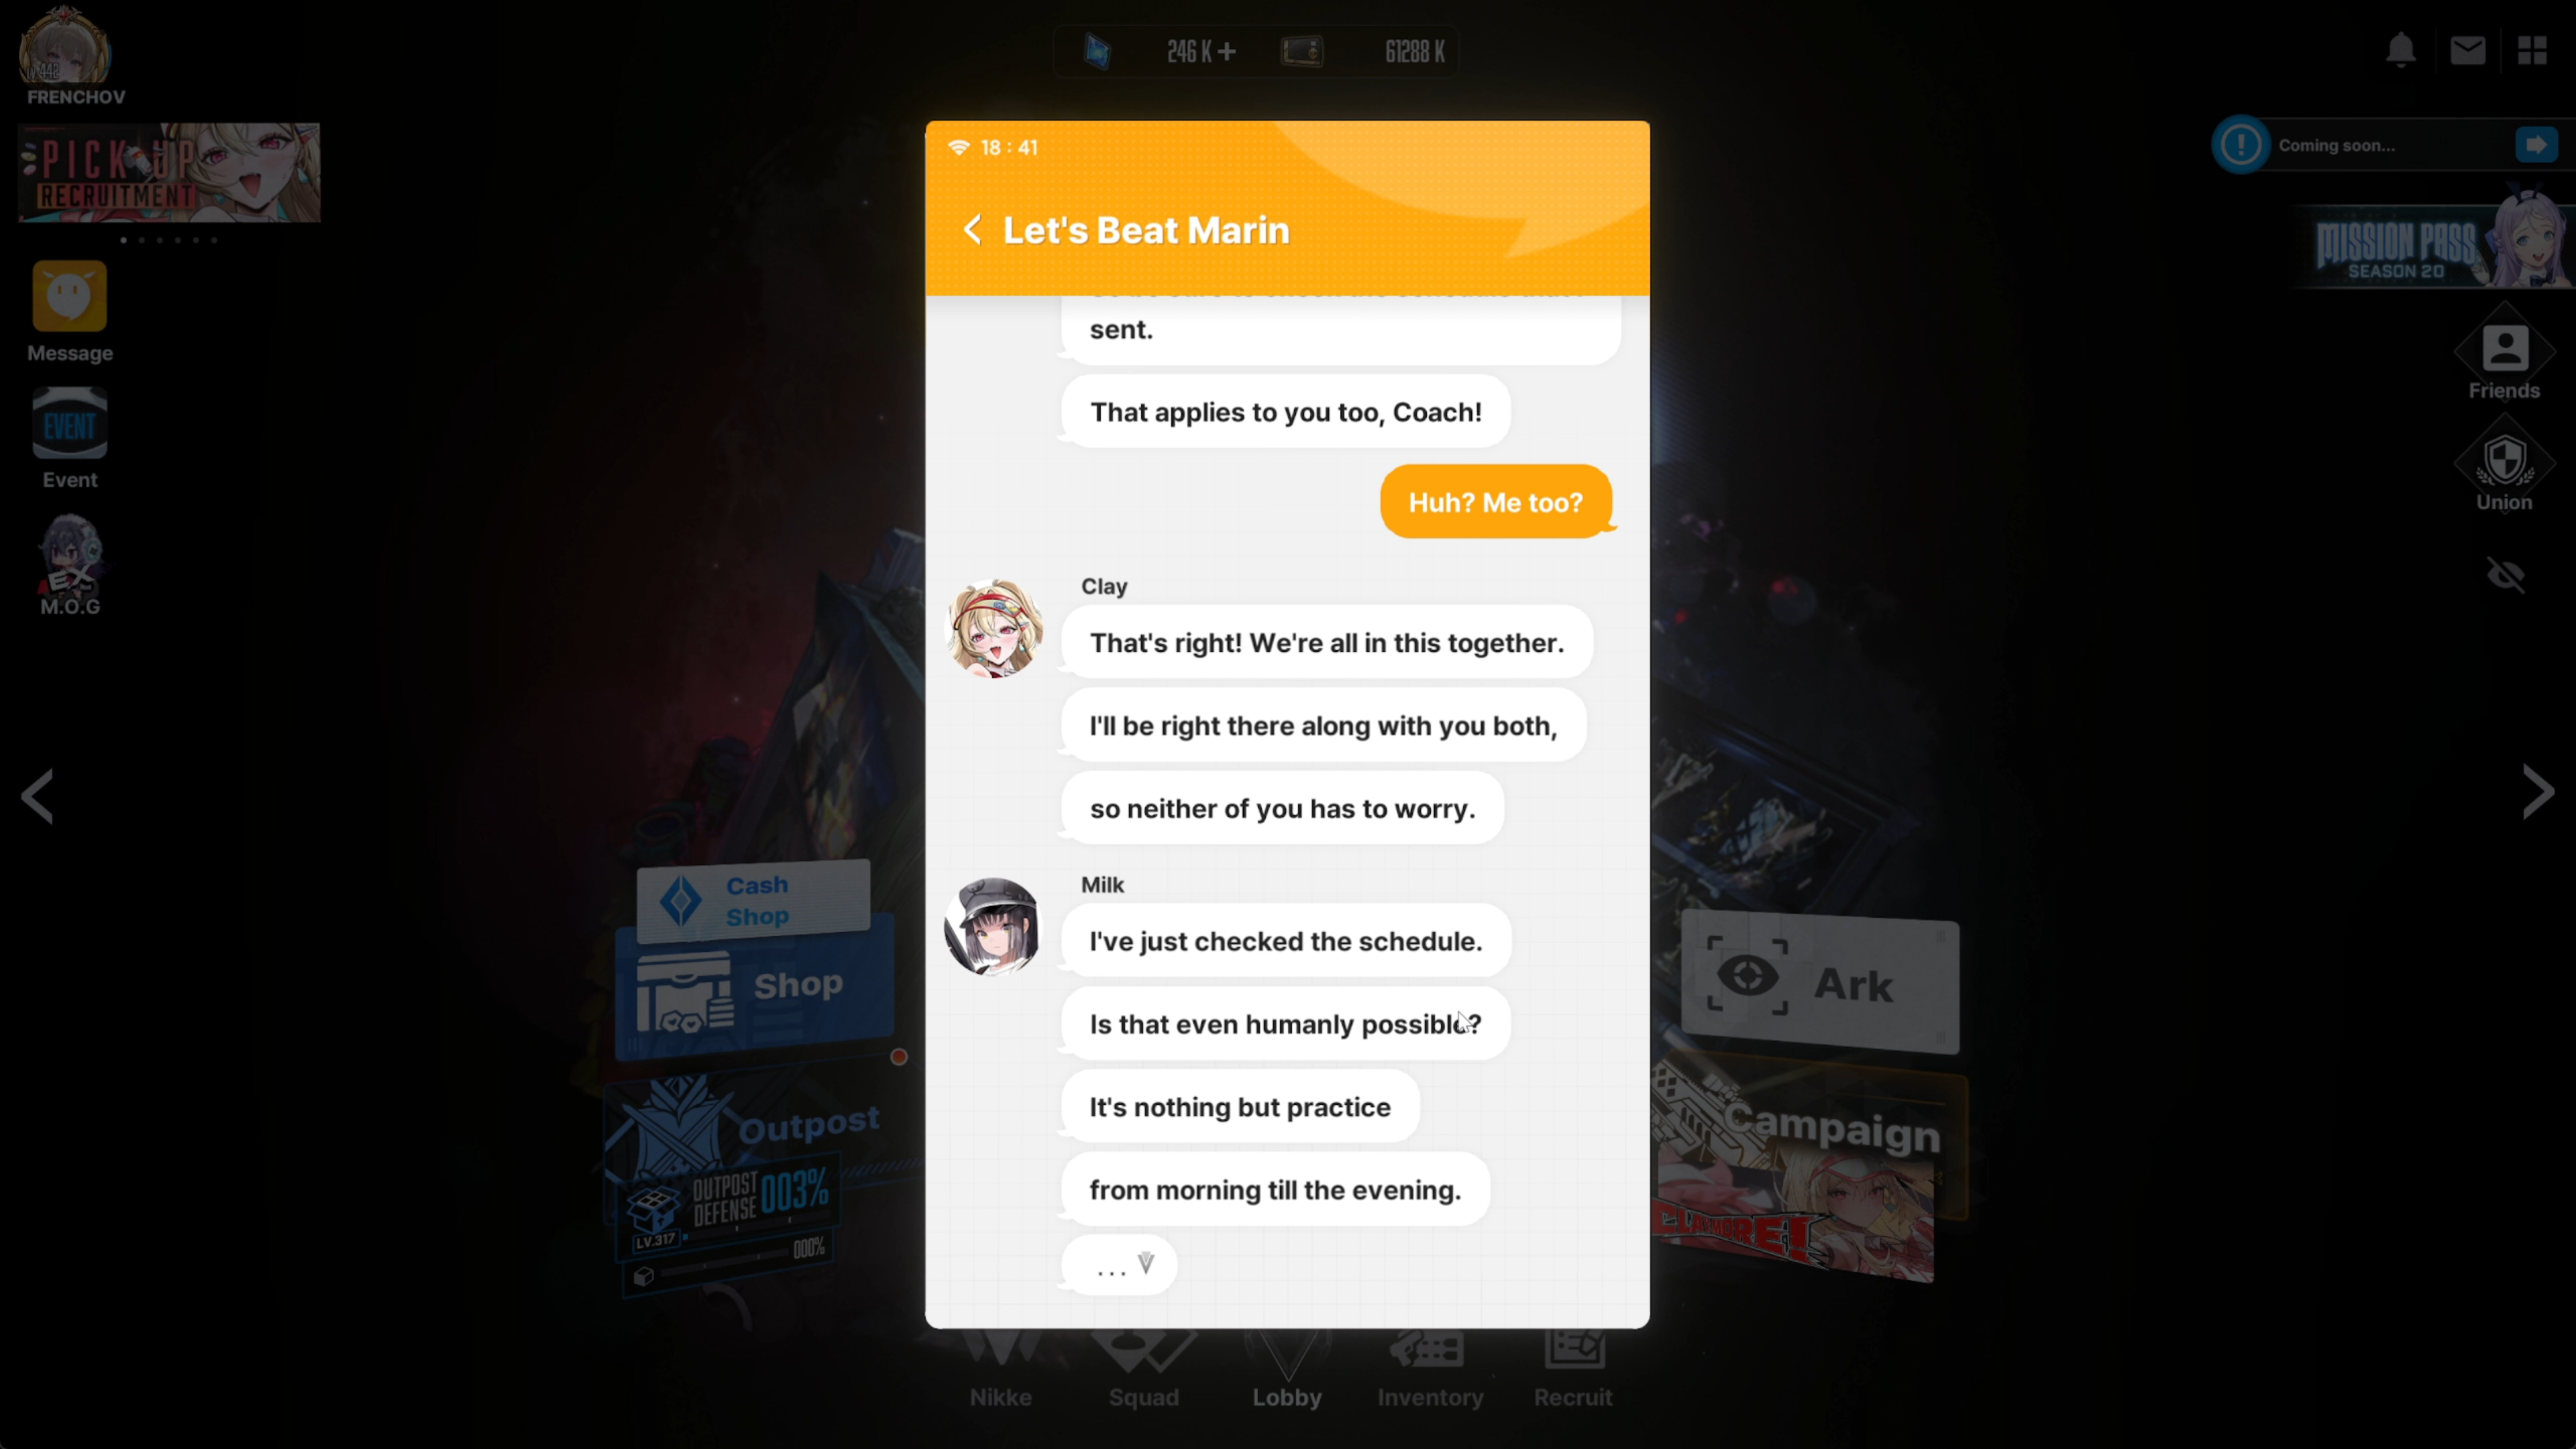 LV.442
FRENCHOV
246 K +
61288 K
PICK UP
RECRUITMENT
Message
EVENT
Event
EX
M.O.G
Coming soon...
MISSION PASS
SEASON 20
Friends
Union
18 : 41
Let's Beat Marin
sent.
That applies to you too, Coach!
Huh? Me too?
Clay
That's right! We're all in this together.
I'll be right there along with you both,
so neither of you has to worry.
Milk
I've just checked the schedule.
Is that even humanly possible?
It's nothing but practice
from morning till the evening.
...
Cash
Shop
Shop
Outpost
OUTPOST
DEFENSE
003%
LV.317
000%
Ark
Campaign
Nikke
Squad
Lobby
Inventory
Recruit